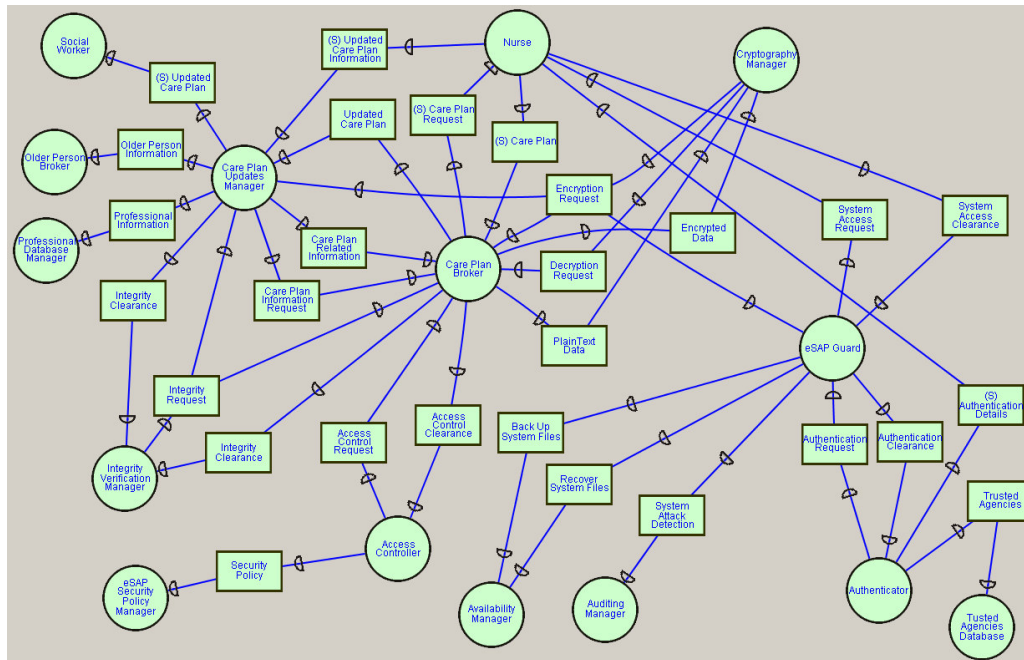 Social
Worker
(S) Updated
Care Plan
Information
Nurse
Cryptography
Manager
(S) Updated
Care Plan
Updated
Care Plan
(S) Care Plan
Request
(S) Care Plan
Older Person
Information
Older Person
Broker
Care Plan
Updates
Manager
Encryption
Request
System
Access
Request
System
Access
Clearance
Professional
Information
Professional
Database
Manager
Care Plan
Related
Information
Encrypted
Data
Care Plan
Broker
Decryption
Request
Integrity
Clearance
Care Plan
Information
Request
PlainText
Data
eSAP Guard
Integrity
Request
(S)
Authentication
Details
Access
Control
Clearance
Back Up
System Files
Access
Control
Request
Authentication
Request
Authentication
Clearance
Integrity
Clearance
Integrity
Verification
Manager
Recover
System Files
Trusted
Agencies
System
Attack
Detection
Access
Controller
Security
Policy
eSAP
Security
Policy
Manager
Availability
Manager
Auditing
Manager
Authenticator
Tusted
Agencies
Database